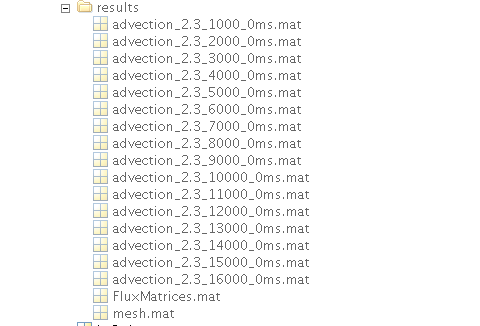 results
advection_2.3_1000_0ms.mat
advection_2.3_2000_0ms.mat
advection_2.3_3000_0ms.mat
advection_2.3_4000_0ms.mat
advection_2.3_5000_0ms.mat
advection_2.3_6000_0ms.mat
advection_2.3_7000_0ms.mat
advection_2.3_8000_0ms.mat
advection_2.3_9000_0ms.mat
advection_2.3_10000_0ms.mat
advection_2.3_11000_0ms.mat
advection_2.3_12000_0ms.mat
advection_2.3_13000_0ms.mat
advection_2.3_14000_0ms.mat
advection_2.3_15000_0ms.mat
advection_2.3_16000_0ms.mat
FluxMatrices.mat
mesh.mat